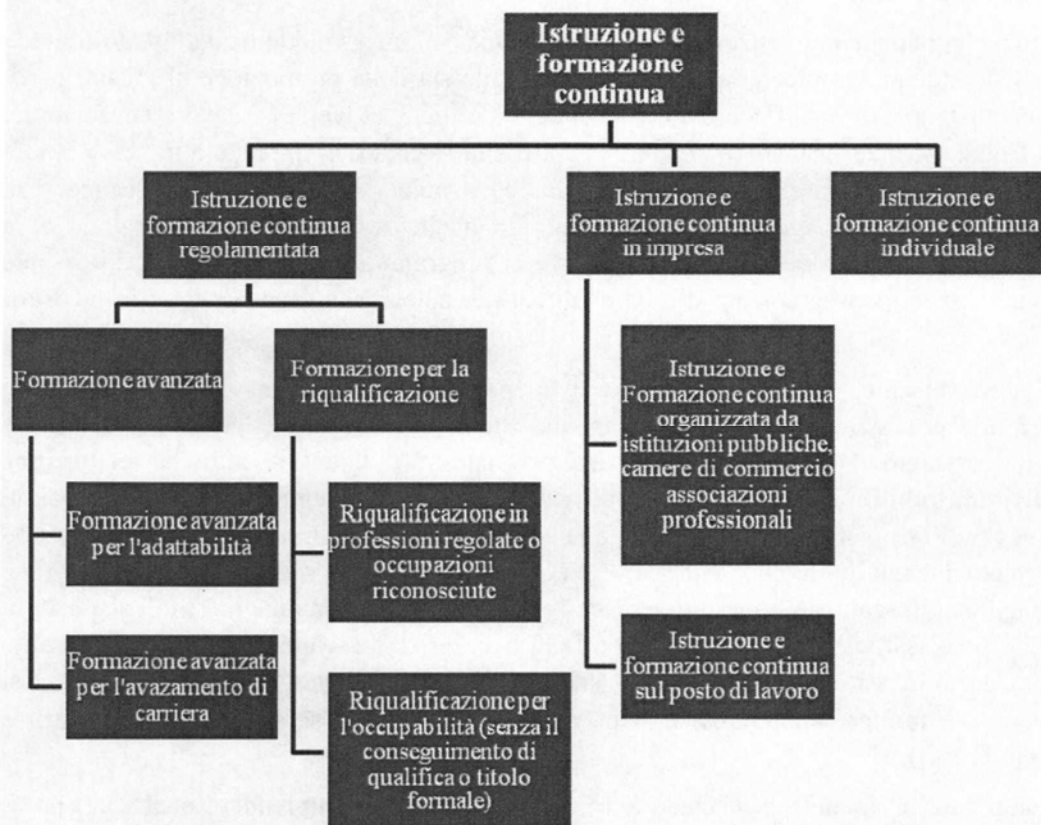 Istruzione e
formazione
continua
Istruzione e
formazione continua
regolamentata
Istruzione e
formazione continua
in impresa
Istruzione e
formazione continua
individuale
Formazione avanzata
Formazione per la
riqualificazione
Istruzione e
Formazione continua
organizzata da
istituzioni pubbliche,
camere di commercio
associazioni
professionali
Formazione avanzata
per l'adattabilità
Riqualificazione in
professioni regolate o
occupazioni
riconosciute
Formazione avanzata
per l'avazamento di
carriera
Istruzione e
formazione continua
sul posto di lavoro
Riqualificazione per
l'occupabilità (senza il
conseguimento di
qualifica o titolo
formale)